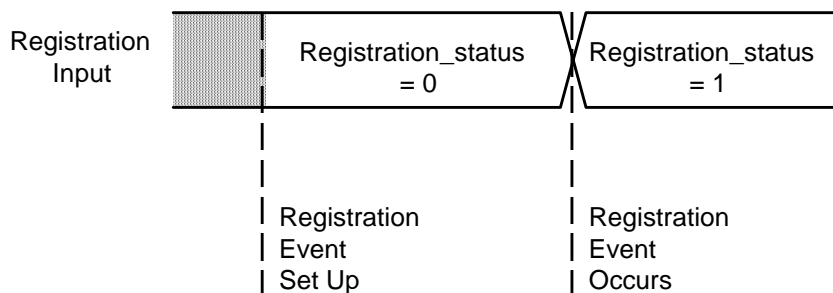 Registration
Input
Registration_status
= 0
Registration_status
= 1
Registration
Event
Set Up
Registration
Event
Occurs